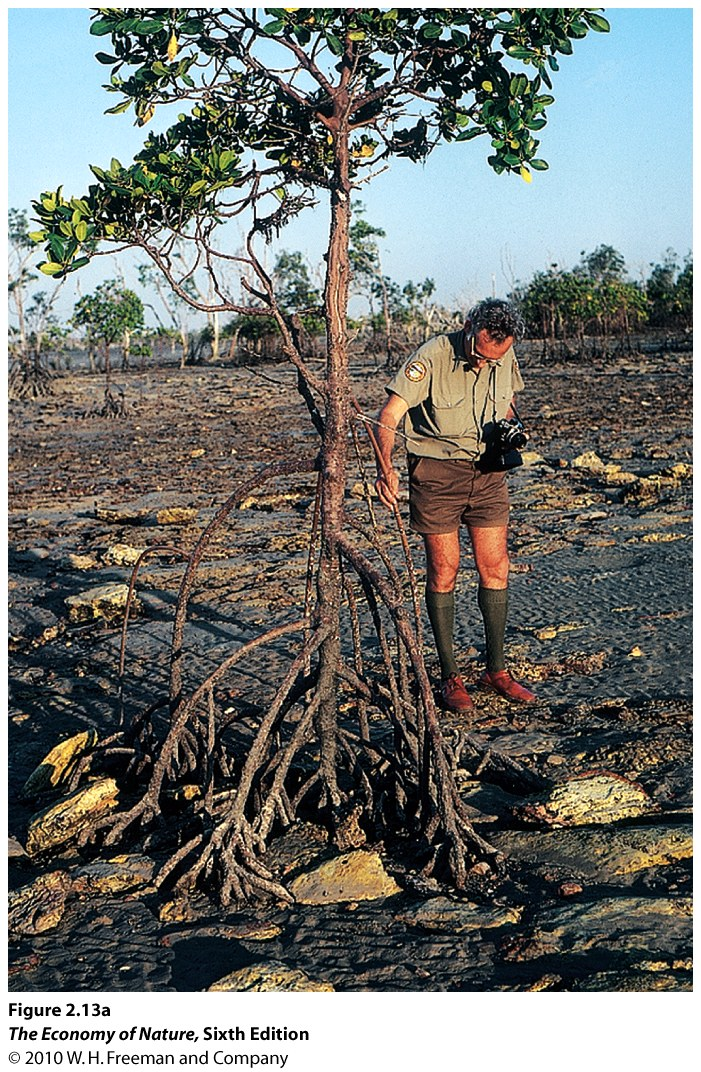 Figure 2.13a
The Economy of Nature, Sixth Edition
© 2010 W. H. Freeman and Company